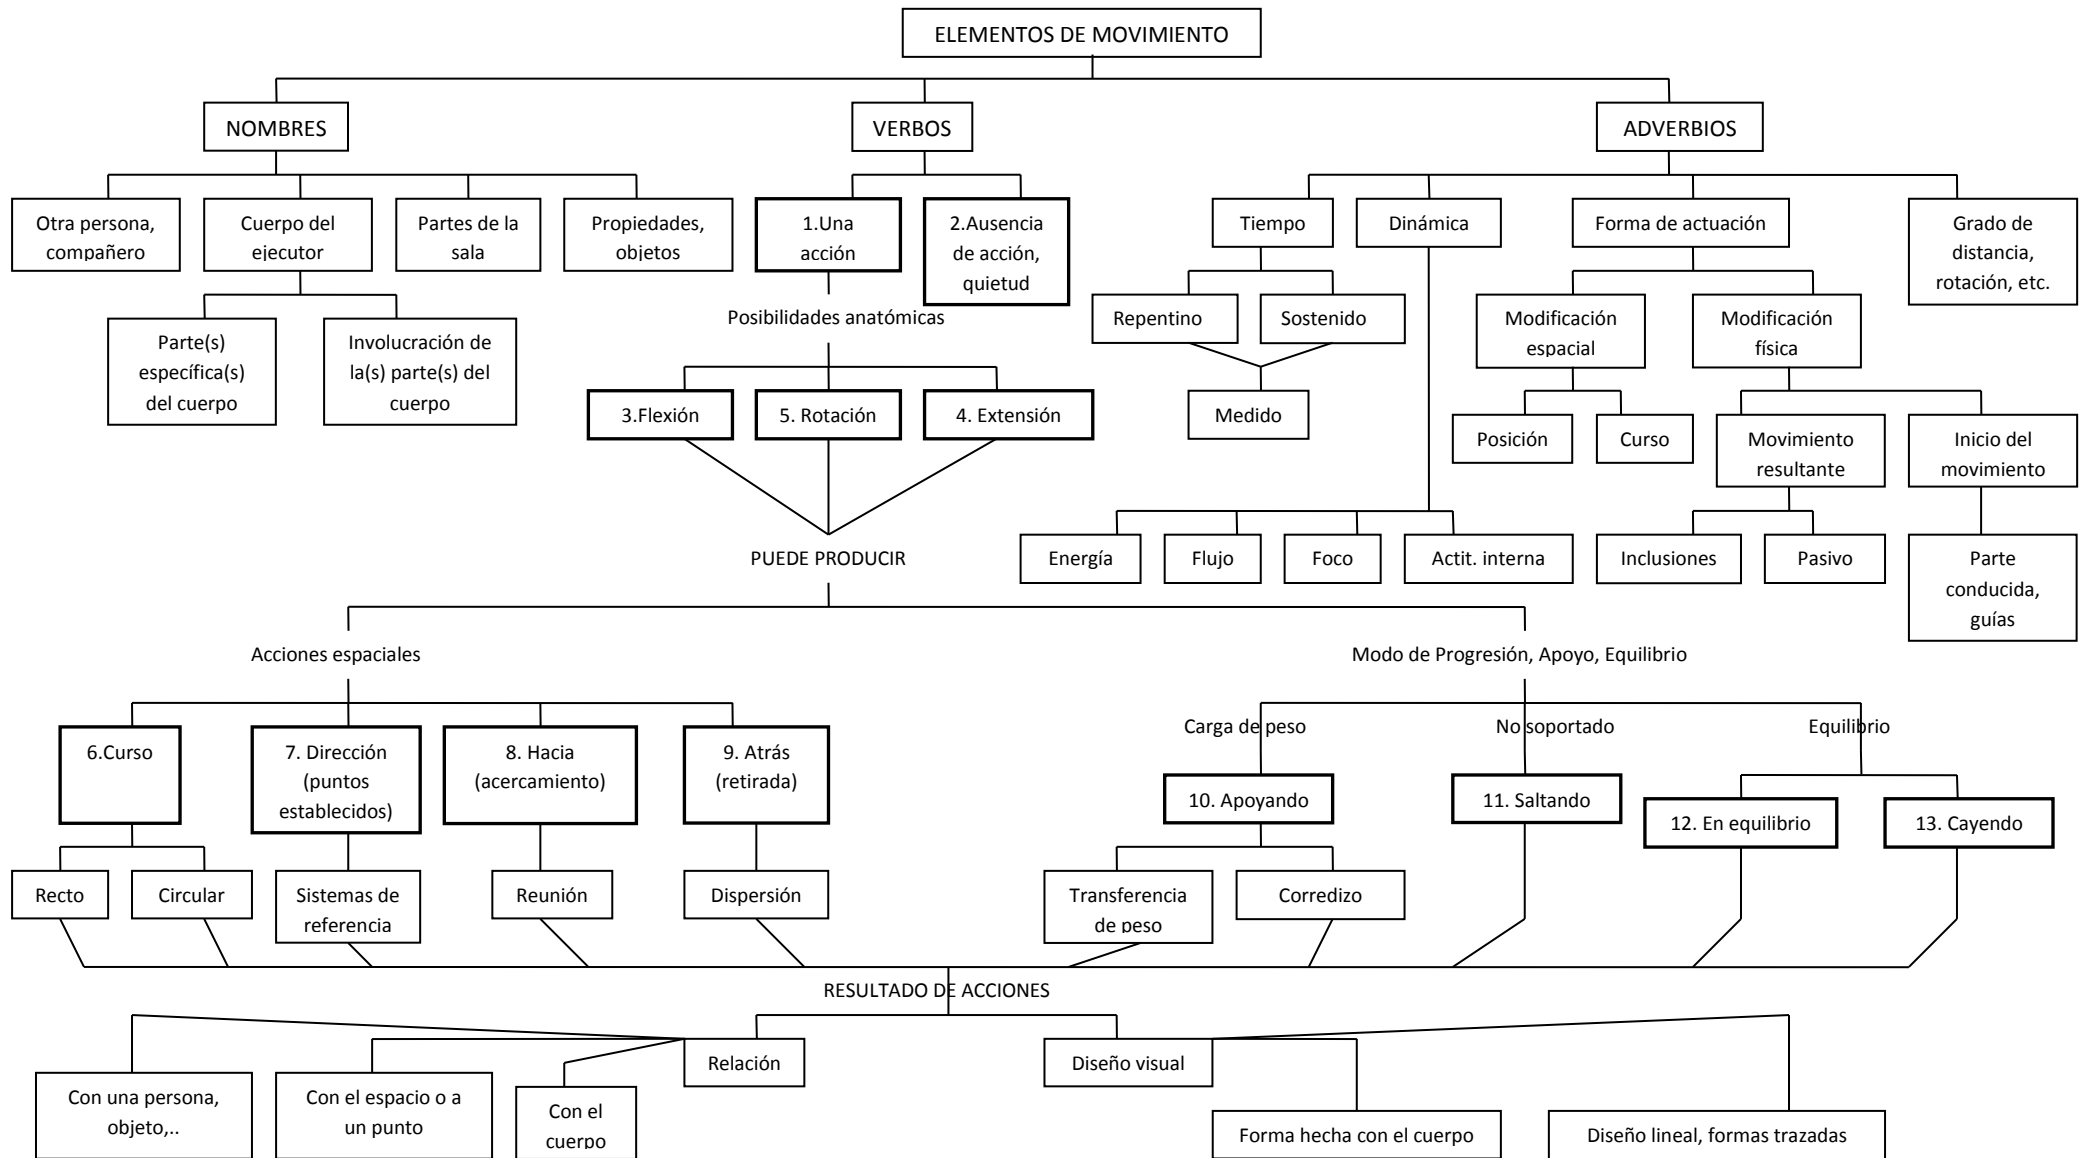 ELEMENTOS DE MOVIMIENTO
NOMBRES
VERBOS
ADVERBIOS
Otra persona,
compañero
Cuerpo del
ejecutor
Partes de la
sala
Propiedades,
objetos
1.Una
acción
2.Ausencia
de acción,
quietud
Tiempo
Dinámica
Forma de actuación
Grado de
distancia,
rotación, etc.
Parte(s)
específica(s)
del cuerpo
Involucración de
la(s) parte(s) del
cuerpo
Posibilidades anatómicas
Repentino
Sostenido
Modificación
espacial
Modificación
física
3.Flexión
5. Rotación
4. Extensión
Medido
Posición
Curso
Movimiento
resultante
Inicio del
movimiento
PUEDE PRODUCIR
Energía
Flujo
Foco
Actit. interna
Inclusiones
Pasivo
Parte
conducida,
guías
Acciones espaciales
Modo de Progresión, Apoyo, Equilibrio
Carga de peso
No soportado
Equilibrio
6.Curso
7. Dirección
(puntos
establecidos)
8. Hacia
(acercamiento)
9. Atrás
(retirada)
10. Apoyando
11. Saltando
12. En equilibrio
13. Cayendo
Recto
Circular
Sistemas de
referencia
Reunión
Dispersión
Transferencia
de peso
Corredizo
RESULTADO DE ACCIONES
Relación
Diseño visual
Con una persona,
objeto,..
Con el espacio o a
un punto
Con el
cuerpo
Forma hecha con el cuerpo
Diseño lineal, formas trazadas